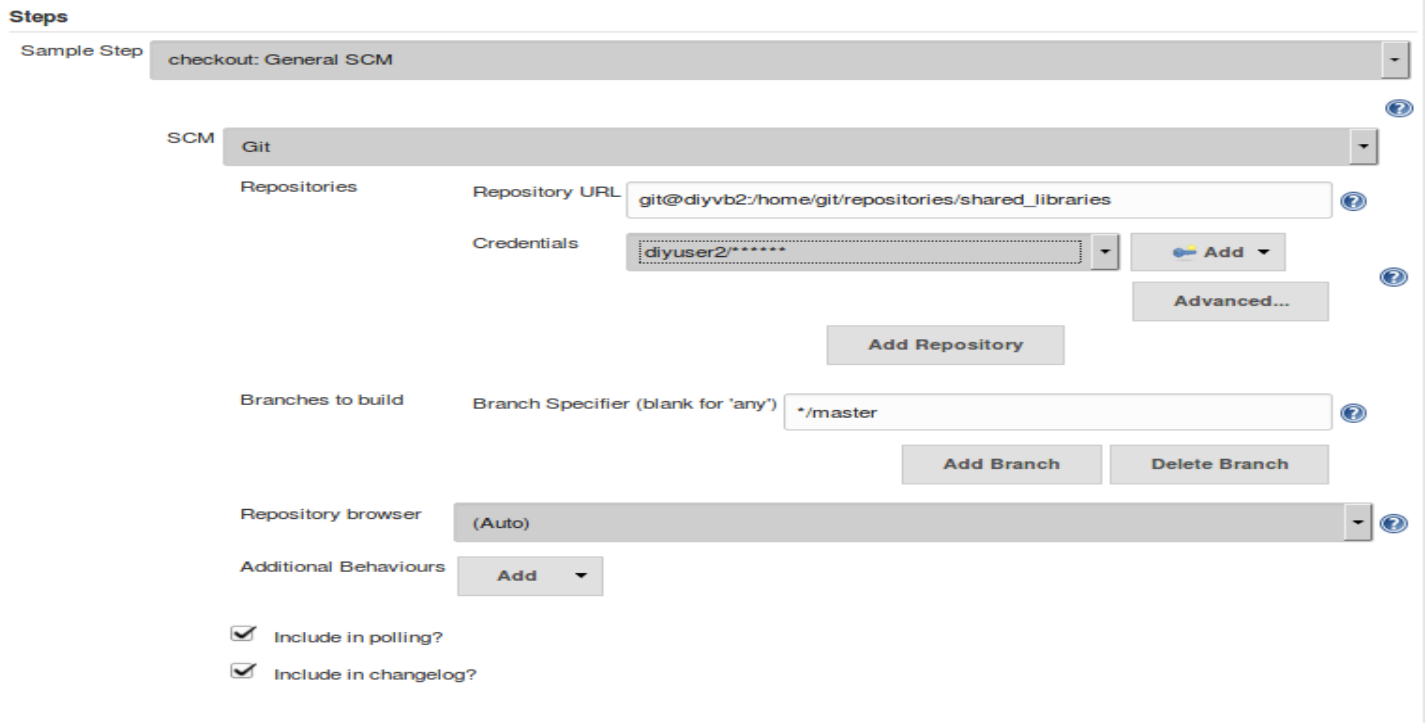 Steps
Sample Step checkout: General SCM
SCM Git
Repositories Repository URL git@diyvb2:/home/git/repositories/shared_libraries
Credentials diyuser2/****** Add
Advanced...
Add Repository
Branches to build Branch Specifier (blank for 'any') */master
Add Branch Delete Branch
Repository browser (Auto)
Additional Behaviours Add
Include in polling?
Include in changelog?